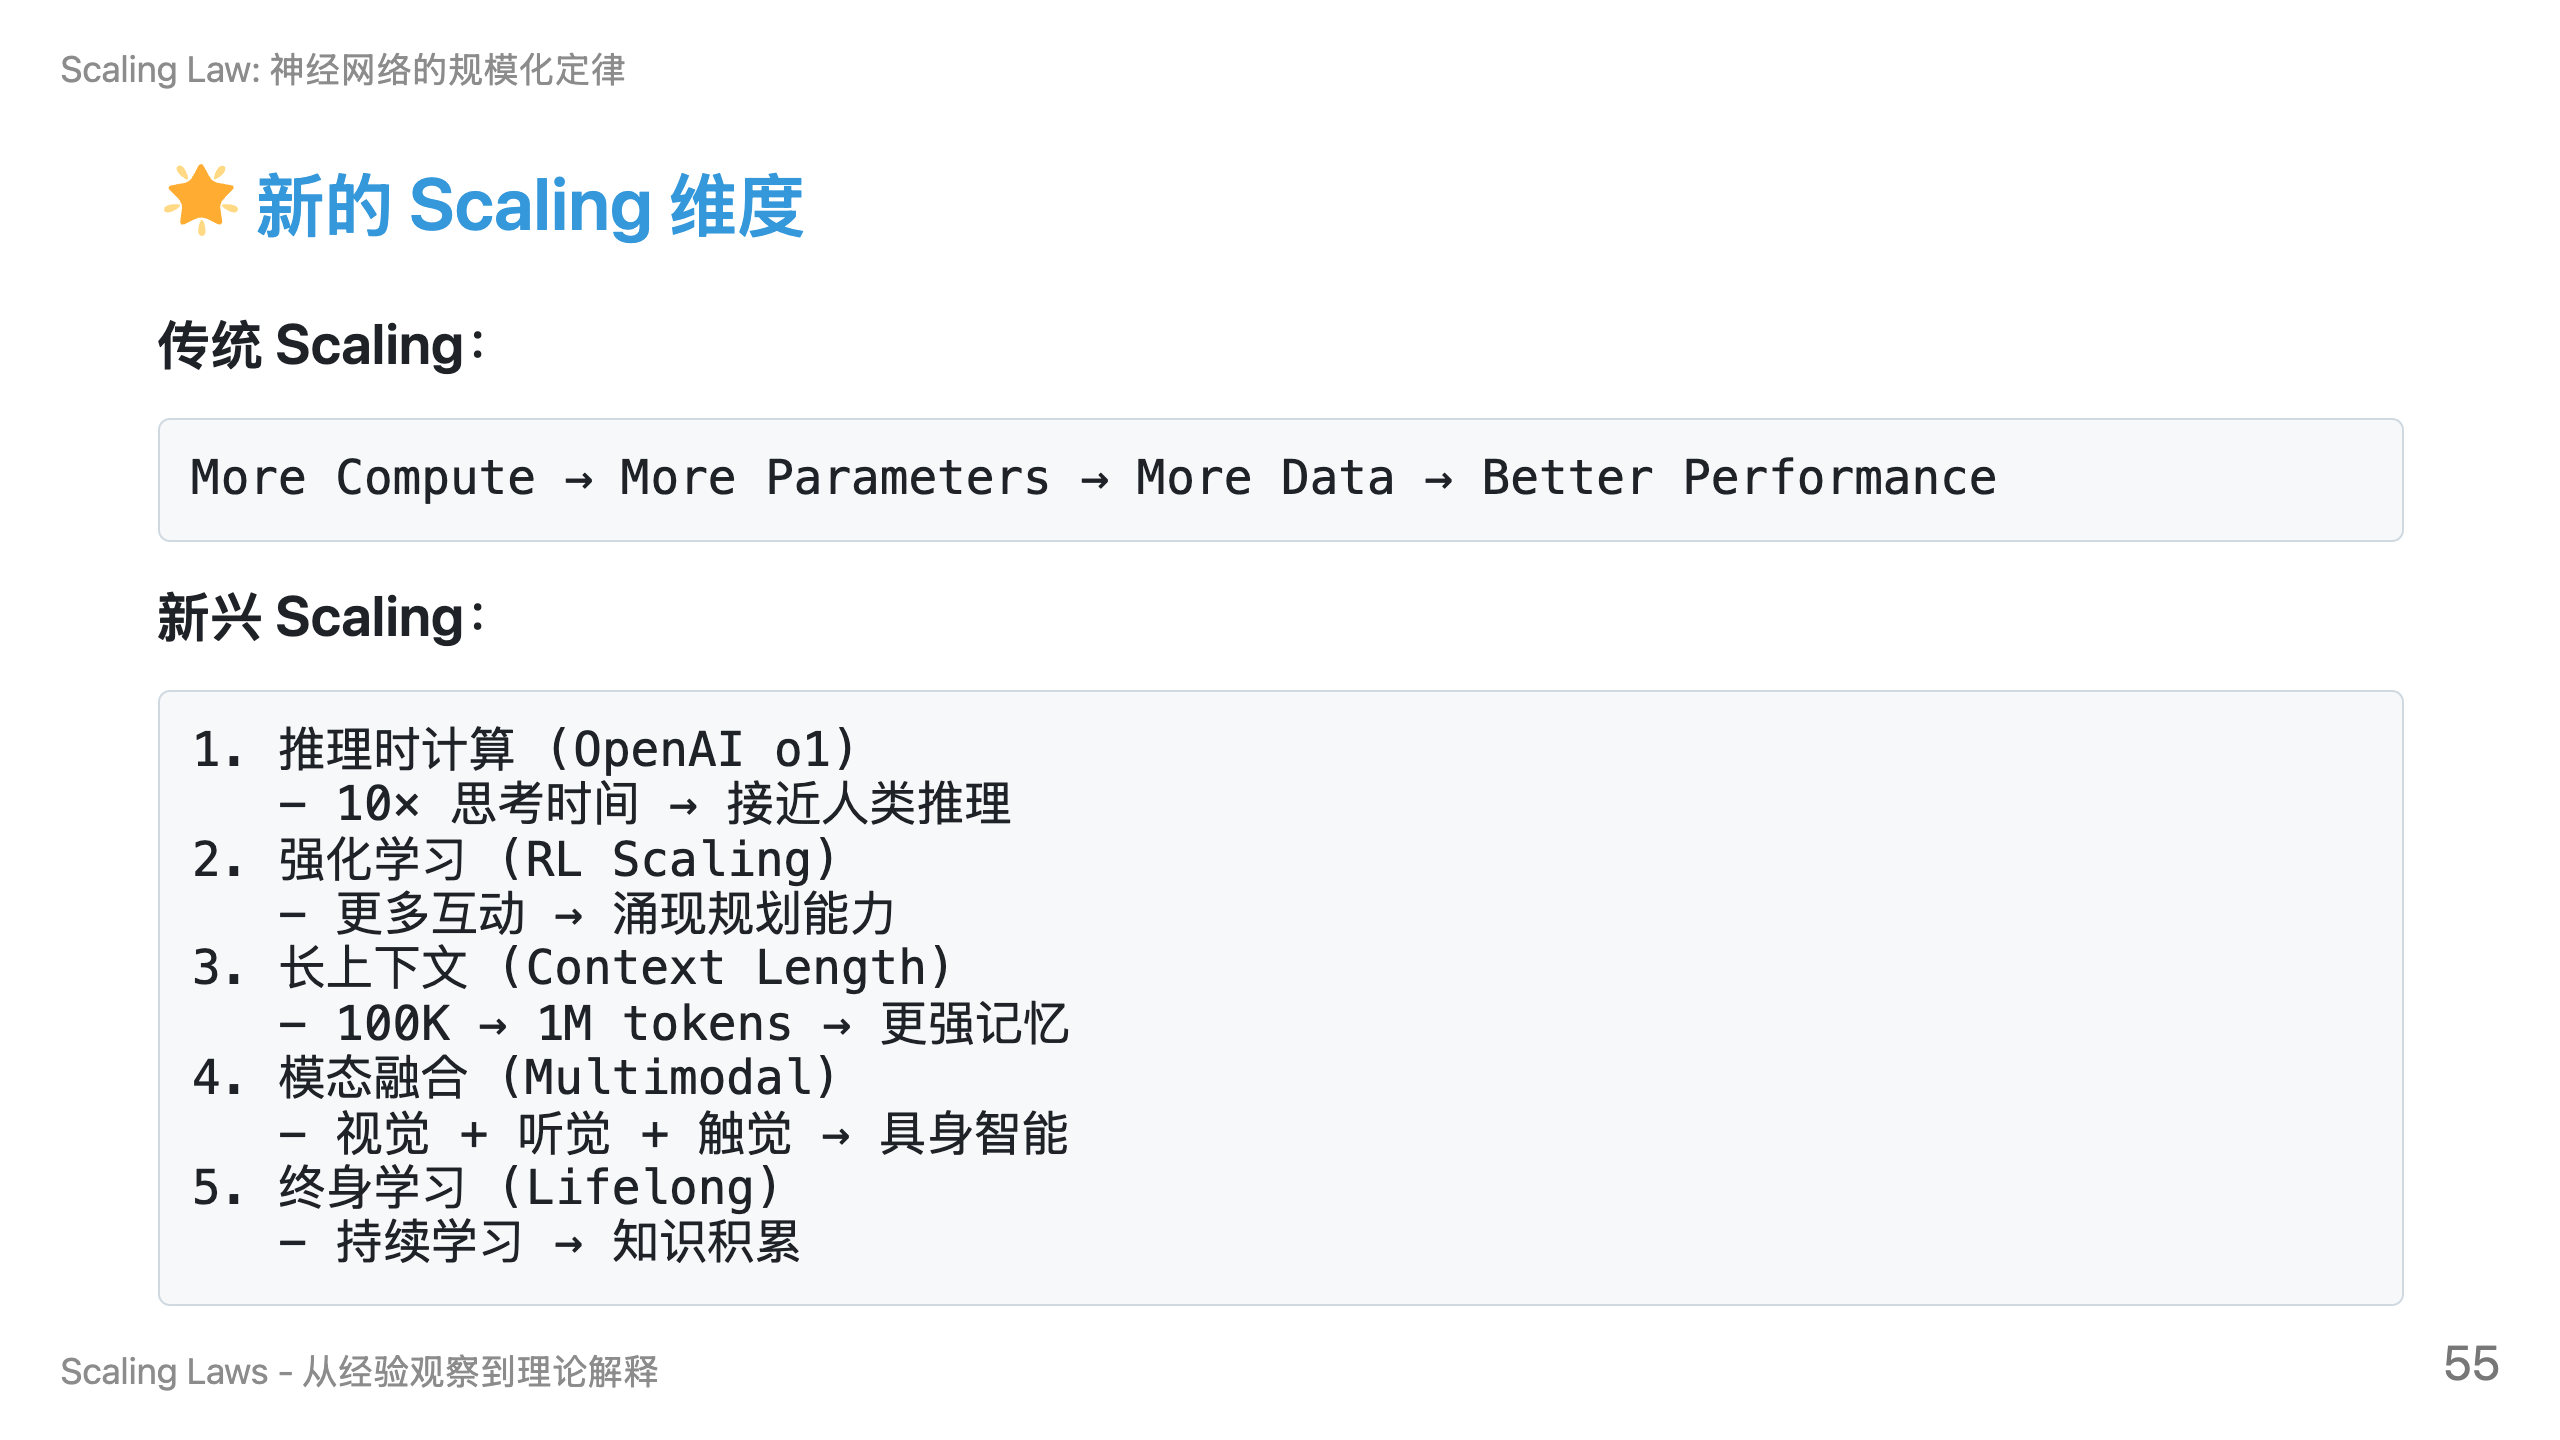 Scaling Law: 神经网络的规模化定律
🌟 新的 Scaling 维度
传统 Scaling：
More Compute → More Parameters → More Data → Better Performance
新兴 Scaling：
1. 推理时计算 (OpenAI o1)
- 10× 思考时间 → 接近人类推理
2. 强化学习 (RL Scaling)
- 更多互动 → 涌现规划能力
3. 长上下文 (Context Length)
- 100K → 1M tokens → 更强记忆
4. 模态融合 (Multimodal)
- 视觉 + 听觉 + 触觉 → 具身智能
5. 终身学习 (Lifelong)
- 持续学习 → 知识积累
Scaling Laws - 从经验观察到理论解释
55